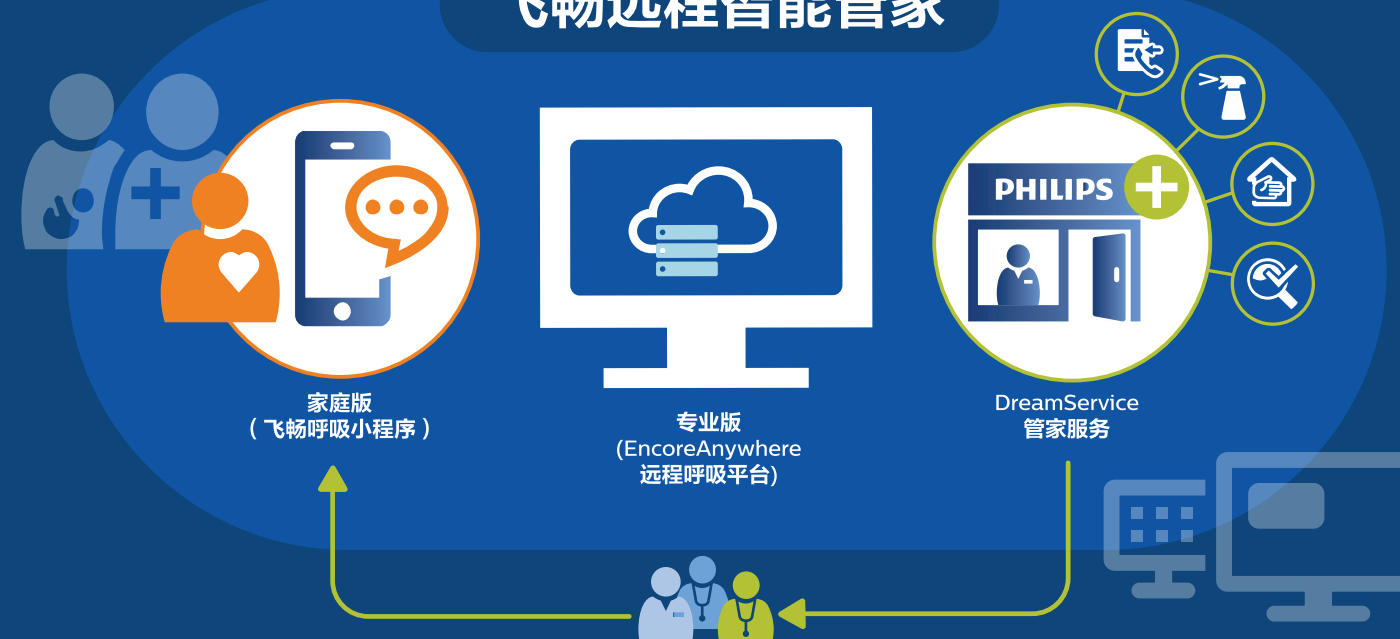 飞畅远程智能管家
PHILIPS
家庭版
（飞畅呼吸小程序）
专业版
(EncoreAnywhere
远程呼吸平台)
DreamService
管家服务